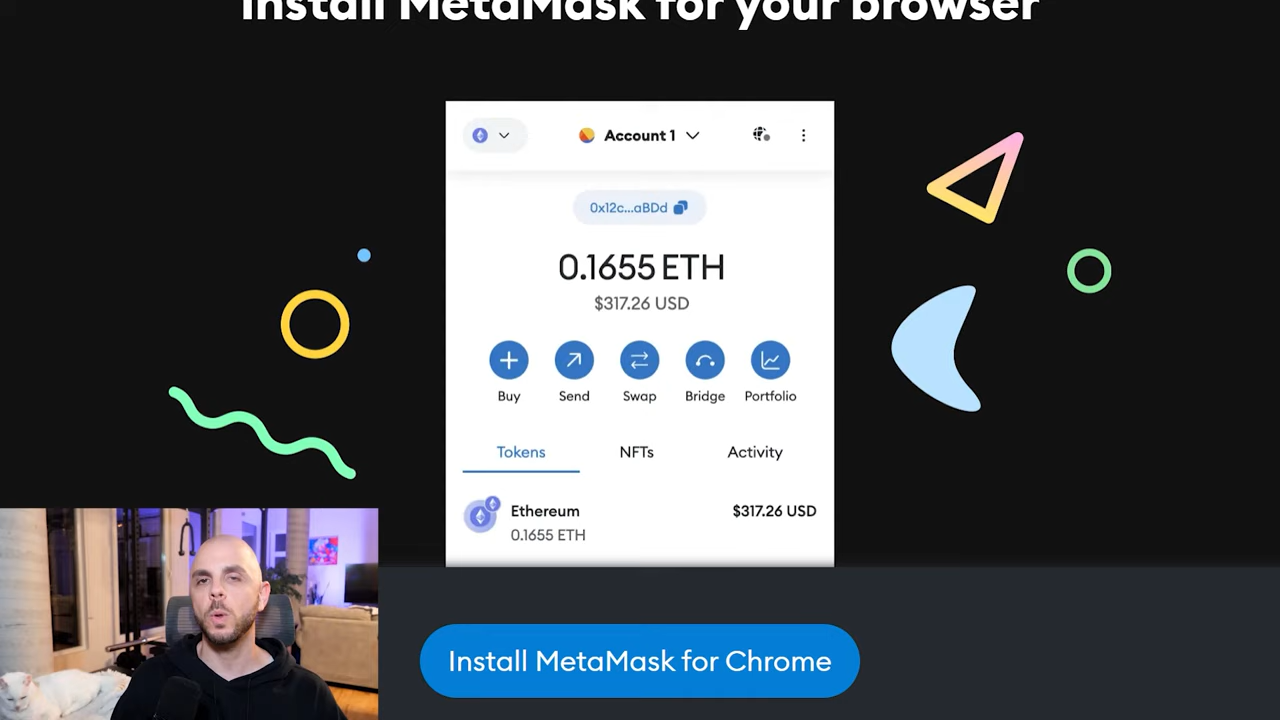 Install MetaMask for your browser
Account 1
0x12c...aBDd
0.1655 ETH
$317.26 USD
Buy Send Swap Bridge Portfolio
Tokens NFTs Activity
Ethereum $317.26 USD
0.1655 ETH
Install MetaMask for Chrome